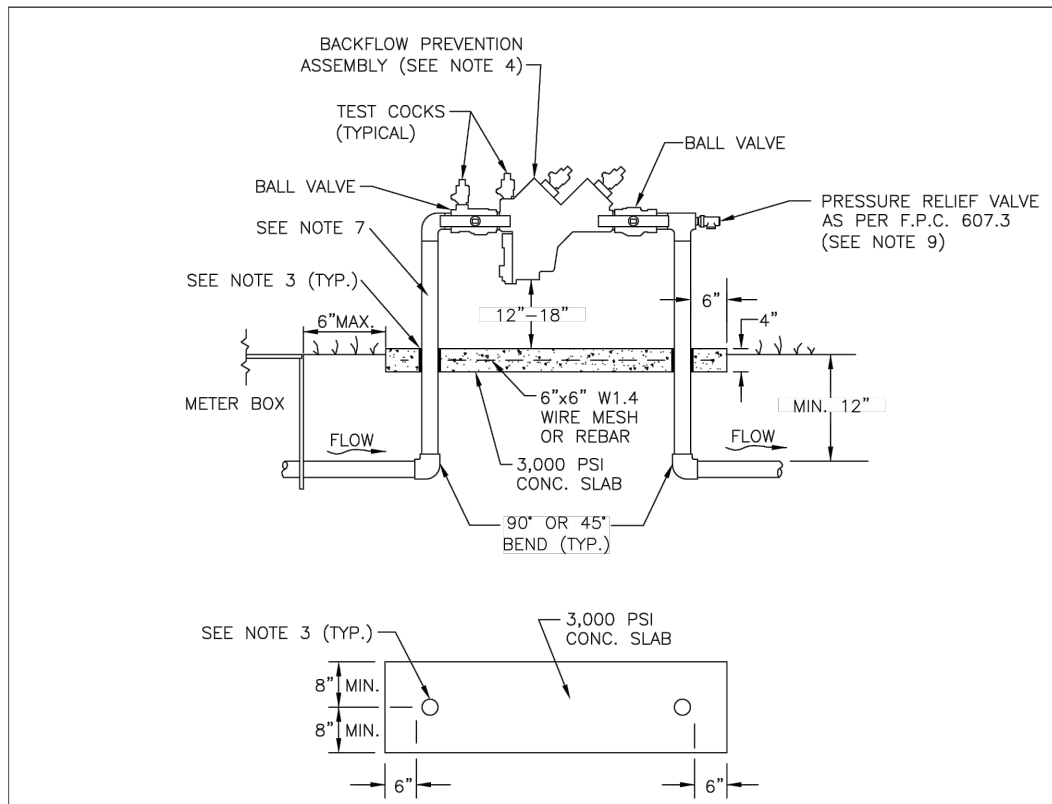 BACKFLOW PREVENTION
ASSEMBLY (SEE NOTE 4)
TEST COCKS
(TYPICAL)
BALL VALVE
BALL VALVE
PRESSURE RELIEF VALVE
AS PER F.P.C. 607.3
(SEE NOTE 9)
SEE NOTE 7
SEE NOTE 3 (TYP.)
6"MAX.
12"-18"
6"
4"
METER BOX
6"x6" W1.4
WIRE MESH
OR REBAR
MIN. 12"
FLOW
FLOW
3,000 PSI
CONC. SLAB
90° OR 45°
BEND (TYP.)
SEE NOTE 3 (TYP.)
3,000 PSI
CONC. SLAB
8" MIN.
8" MIN.
6"
6"